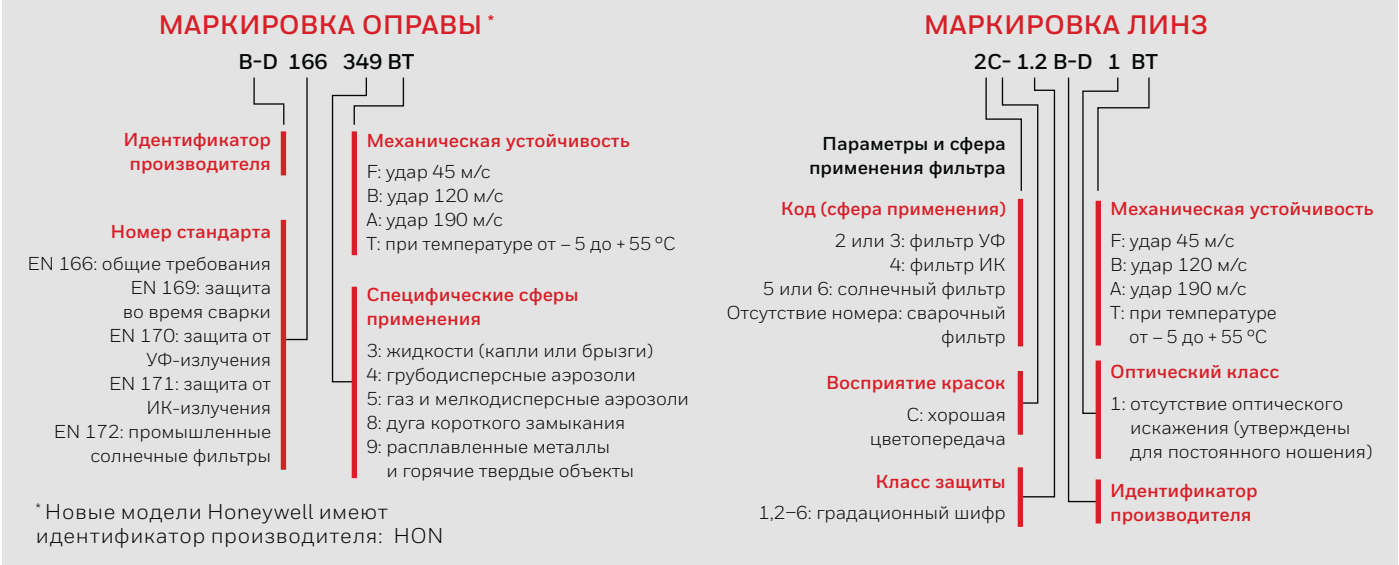 МАРКИРОВКА ОПРАВЫ *
B-D 166 349 BT
Идентификатор
производителя
Номер стандарта
EN 166: общие требования
EN 169: защита
во время сварки
EN 170: защита от
УФ-излучения
EN 171: защита от
ИК-излучения
EN 172: промышленные
солнечные фильтры
Механическая устойчивость
F: удар 45 м/с
B: удар 120 м/с
A: удар 190 м/с
T: при температуре от – 5 до + 55 °C
Специфические сферы
применения
3: жидкости (капли или брызги)
4: грубодисперсные аэрозоли
5: газ и мелкодисперсные аэрозоли
8: дуга короткого замыкания
9: расплавленные металлы
и горячие твердые объекты
* Новые модели Honeywell имеют
идентификатор производителя: HON
МАРКИРОВКА ЛИНЗ
2C- 1.2 B-D 1 BT
Параметры и сфера
применения фильтра
Код (сфера применения)
2 или 3: фильтр УФ
4: фильтр ИК
5 или 6: солнечный фильтр
Отсутствие номера: сварочный
фильтр
Восприятие красок
C: хорошая
цветопередача
Класс защиты
1,2–6: градационный шифр
Механическая устойчивость
F: удар 45 м/с
B: удар 120 м/с
A: удар 190 м/с
T: при температуре
от – 5 до + 55 °C
Оптический класс
1: отсутствие оптического
искажения (утверждены
для постоянного ношения)
Идентификатор
производителя